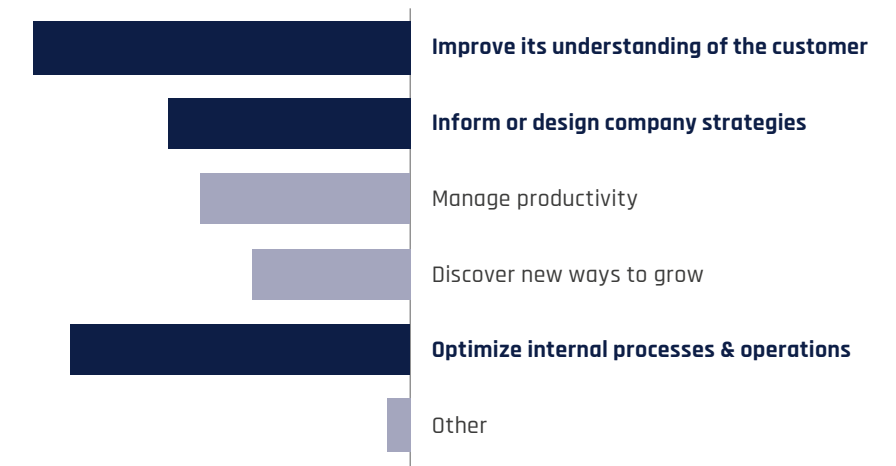 Improve its understanding of the customer
Inform or design company strategies
Manage productivity
Discover new ways to grow
Optimize internal processes & operations
Other